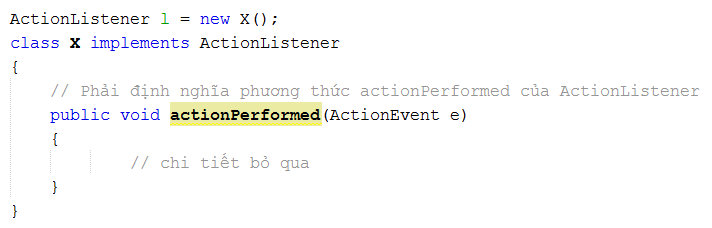 ActionListener l = new X();
class X implements ActionListener
{
// Phải định nghĩa phương thức actionPerformed của ActionListener
public void actionPerformed(ActionEvent e)
{
// chi tiết bỏ qua
}
}